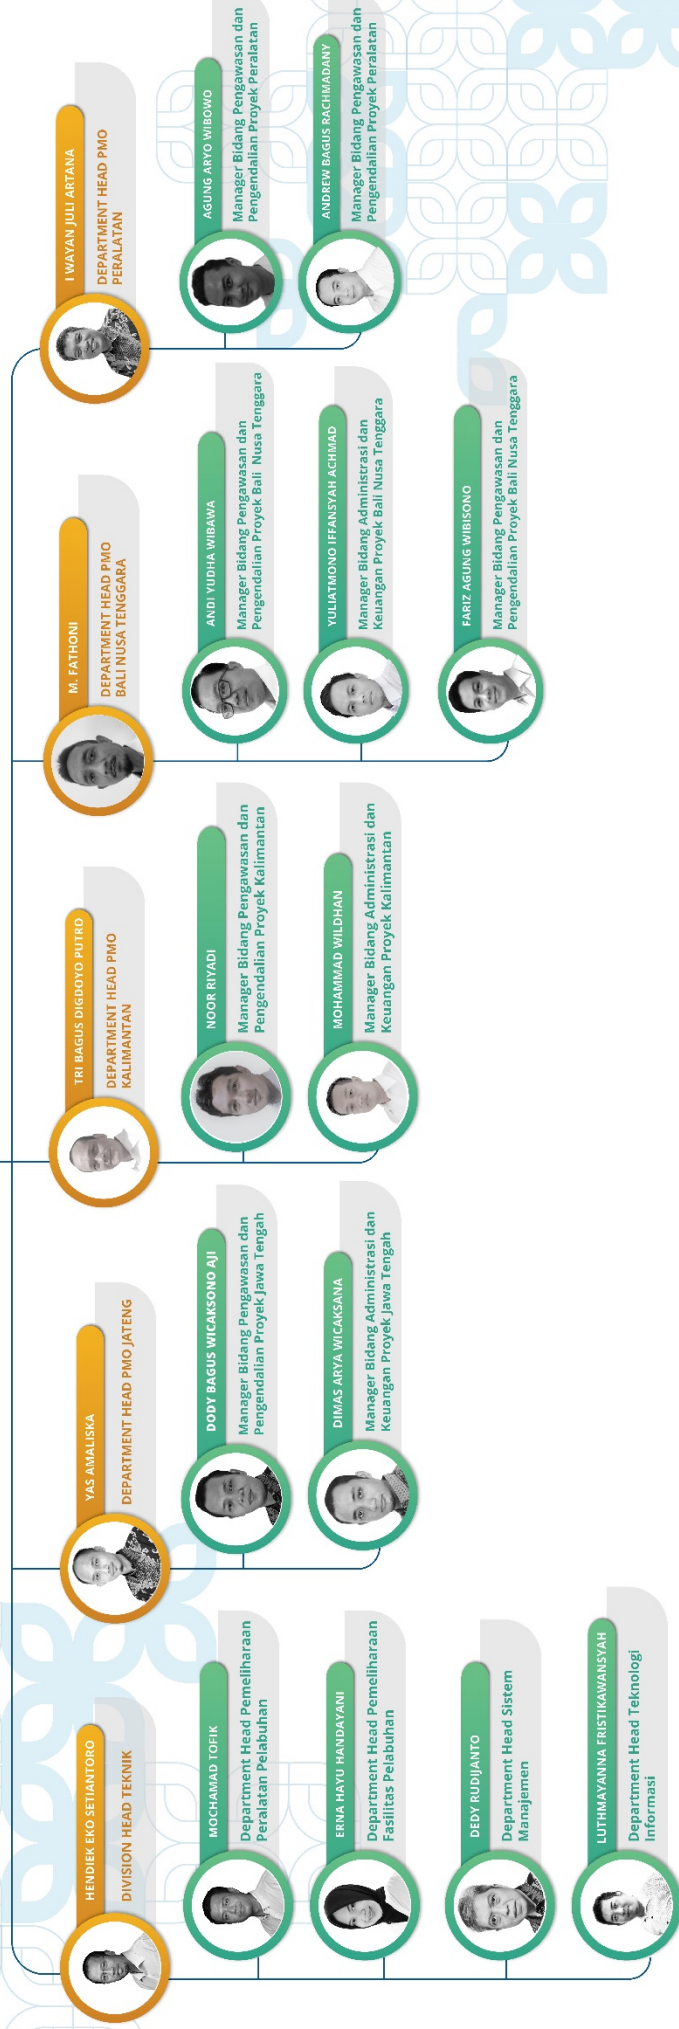 HENDIEK EKO SETIANTORO
DIVISION HEAD TEKNIK
MOCHAMAD TOFIK
Department Head Pemeliharaan
Peralatan Pelabuhan
ERNA HAYU HANDAYANI
Department Head Pemeliharaan
Fasilitas Pelabuhan
DEDY RUDIJANTO
Department Head Sistem
Manajemen
LUTHMAYANNA FRISTIKAWANSYAH
Department Head Teknologi
Informasi
YAS AMALISKA
DEPARTMENT HEAD PMO JATENG
DODY BAGUS WICAKSONO AJI
Manager Bidang Pengawasan dan
Pengendalian Proyek Jawa Tengah
DIMAS ARYA WICAKSANA
Manager Bidang Administrasi dan
Keuangan Proyek Jawa Tengah
TRI BAGUS DIGDOYO PUTRO
DEPARTMENT HEAD PMO
KALIMANTAN
NOOR RIYADI
Manager Bidang Pengawasan dan
Pengendalian Proyek Kalimantan
MOHAMMAD WILDHAN
Manager Bidang Administrasi dan
Keuangan Proyek Kalimantan
M. FATHONI
DEPARTMENT HEAD PMO
BALI NUSA TENGGARA
ANDI YUDHA WIBAWA
Manager Bidang Pengawasan dan
Pengendalian Proyek Bali Nusa Tenggara
YULIATMONO IFFANSYAH ACHMAD
Manager Bidang Administrasi dan
Keuangan Proyek Bali Nusa Tenggara
FARIZ AGUNG WIBISONO
Manager Bidang Pengawasan dan
Pengendalian Proyek Bali Nusa Tenggara
I WAYAN JULI ARTANA
DEPARTMENT HEAD PMO
PERALATAN
AGUNG ARYO WIBOWO
Manager Bidang Pengawasan dan
Pengendalian Proyek Peralatan
ANDREW BAGUS RACHMADANY
Manager Bidang Pengawasan dan
Pengendalian Proyek Peralatan